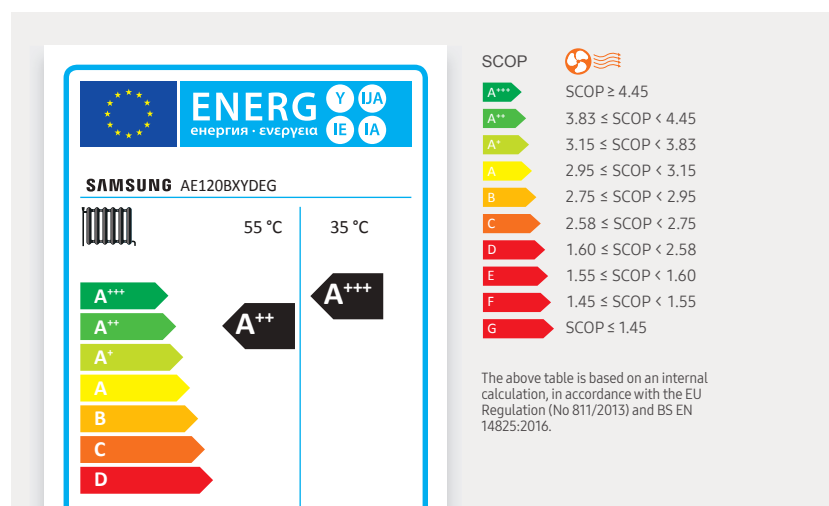 ENERG Y IJA
енергия · ενεργεια IE IA
SAMSUNG AE120BXYDEG
55 °C 35 °C
A+++ A+++
A++ A++
A+
A
B
C
D
SCOP
A+++ SCOP ≥ 4.45
A++ 3.83 ≤ SCOP < 4.45
A+ 3.15 ≤ SCOP < 3.83
A 2.95 ≤ SCOP < 3.15
B 2.75 ≤ SCOP < 2.95
C 2.58 ≤ SCOP < 2.75
D 1.60 ≤ SCOP < 2.58
E 1.55 ≤ SCOP < 1.60
F 1.45 ≤ SCOP < 1.55
G SCOP ≤ 1.45
The above table is based on an internal
calculation, in accordance with the EU
Regulation (No 811/2013) and BS EN
14825:2016.